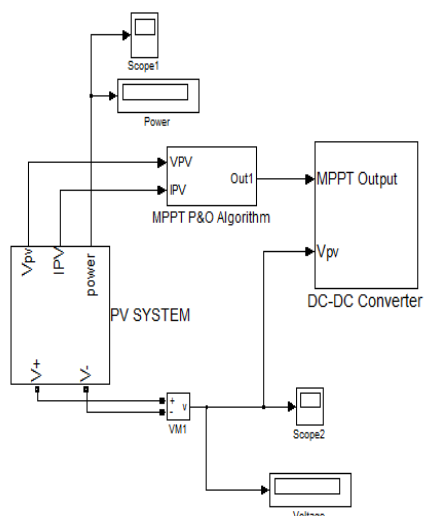 Scope1
Power
VPV
IPV
Out1
MPPT P&O Algorithm
MPPT Output
Vpv
DC-DC Converter
Vpv
IPV
power
PV SYSTEM
V+
V-
+
-
v
VM1
Scope2
Voltage